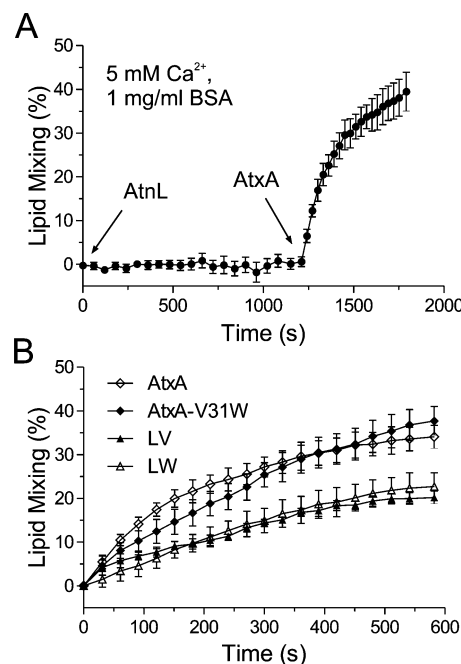 A
Lipid Mixing (%)
50
40
30
20
10
0
5 mM Ca²⁺,
1 mg/ml BSA
AtnL
AtxA
0 500 1000 1500 2000
Time (s)
B
Lipid Mixing (%)
50
40
30
20
10
0
AtxA
AtxA-V31W
LV
LW
0 100 200 300 400 500 600
Time (s)